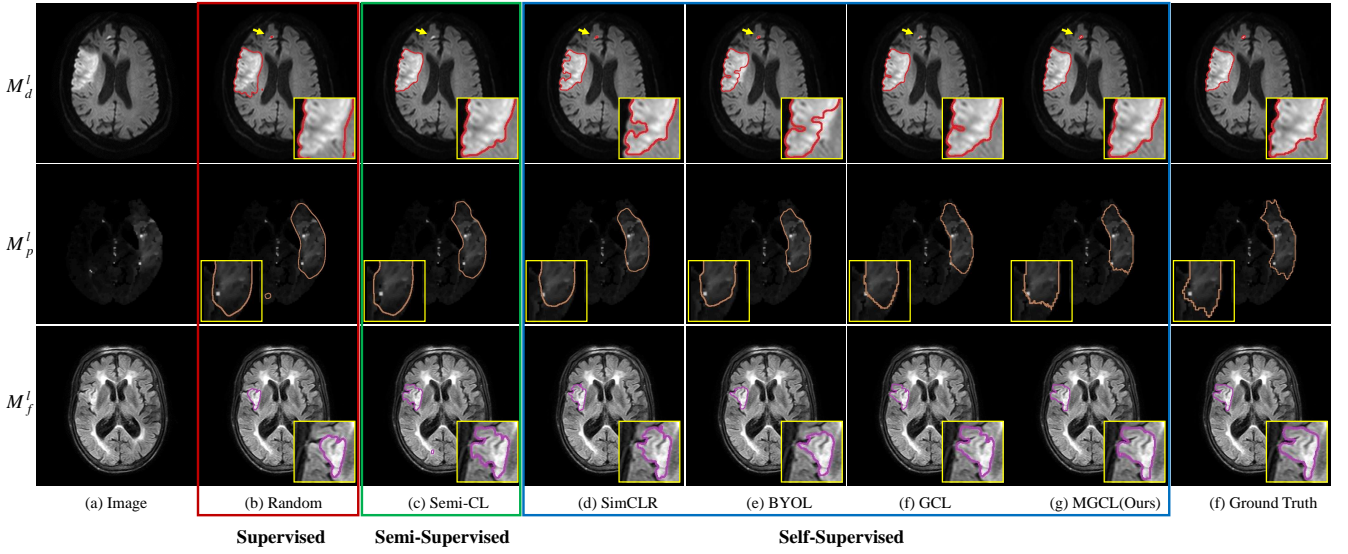 M_d^l
M_p^l
M_f^l
(a) Image (b) Random (c) Semi-CL (d) SimCLR (e) BYOL (f) GCL (g) MGCL(Ours) (f) Ground Truth
Supervised Semi-Supervised Self-Supervised